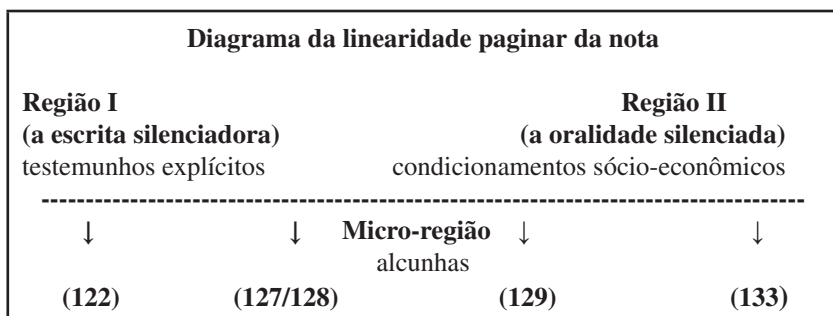 Diagrama da linearidade paginar da nota
Região I Região II
(a escrita silenciadora) (a oralidade silenciada)
testemunhos explícitos condicionamentos sócio-econômicos
--------------------------------------------------------------------------------
↓ ↓ Micro-região ↓ ↓
alcunhas
(122) (127/128) (129) (133)